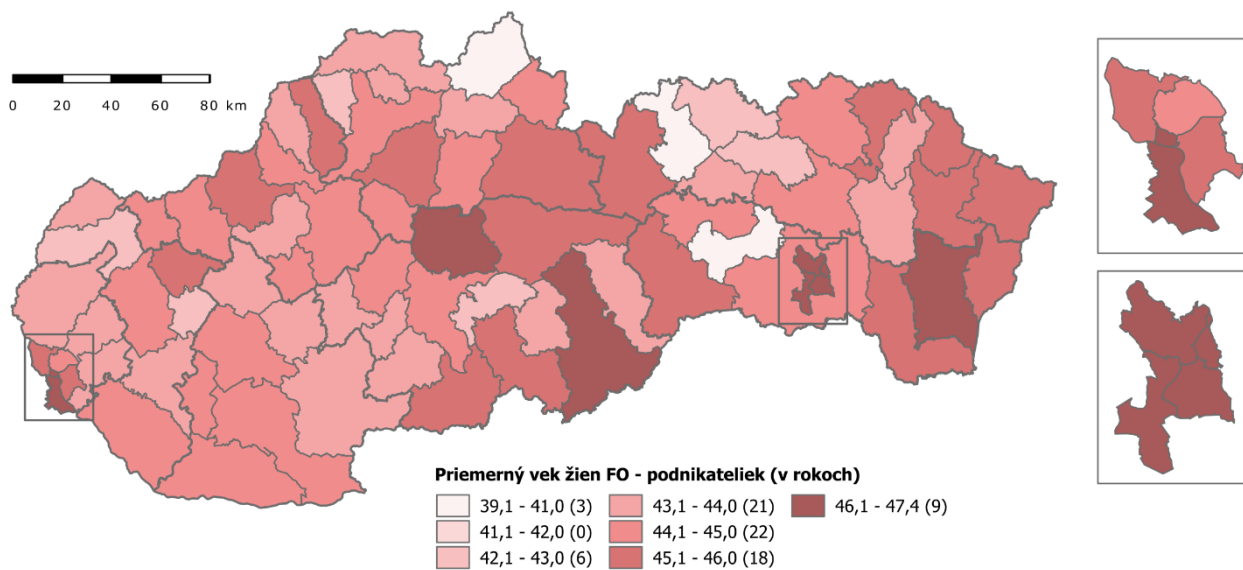 0 20 40 60 80 km
Priemerný vek žien FO - podnikateliek (v rokoch)
39,1 - 41,0 (3) 43,1 - 44,0 (21) 46,1 - 47,4 (9)
41,1 - 42,0 (0) 44,1 - 45,0 (22)
42,1 - 43,0 (6) 45,1 - 46,0 (18)